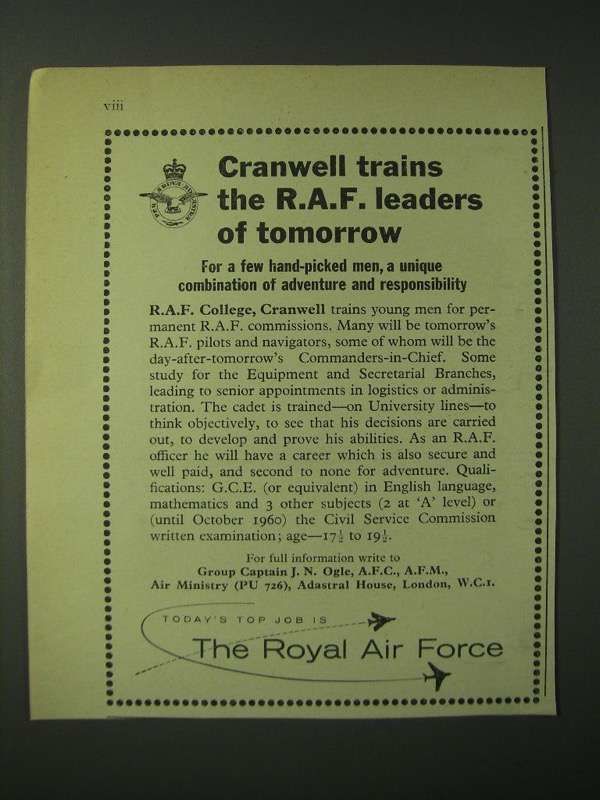 viii
Cranwell trains
the R.A.F. leaders
of tomorrow
For a few hand-picked men, a unique
combination of adventure and responsibility
R.A.F. College, Cranwell trains young men for per-
manent R.A.F. commissions. Many will be tomorrow's
R.A.F. pilots and navigators, some of whom will be the
day-after-tomorrow's Commanders-in-Chief. Some
study for the Equipment and Secretarial Branches,
leading to senior appointments in logistics or adminis-
tration. The cadet is trained—on University lines—to
think objectively, to see that his decisions are carried
out, to develop and prove his abilities. As an R.A.F.
officer he will have a career which is also secure and
well paid, and second to none for adventure. Quali-
fications: G.C.E. (or equivalent) in English language,
mathematics and 3 other subjects (2 at 'A' level) or
(until October 1960) the Civil Service Commission
written examination; age—17½ to 19½.
For full information write to
Group Captain J. N. Ogle, A.F.C., A.F.M.,
Air Ministry (PU 726), Adastral House, London, W.C.1.
TODAY'S TOP JOB IS
The Royal Air Force